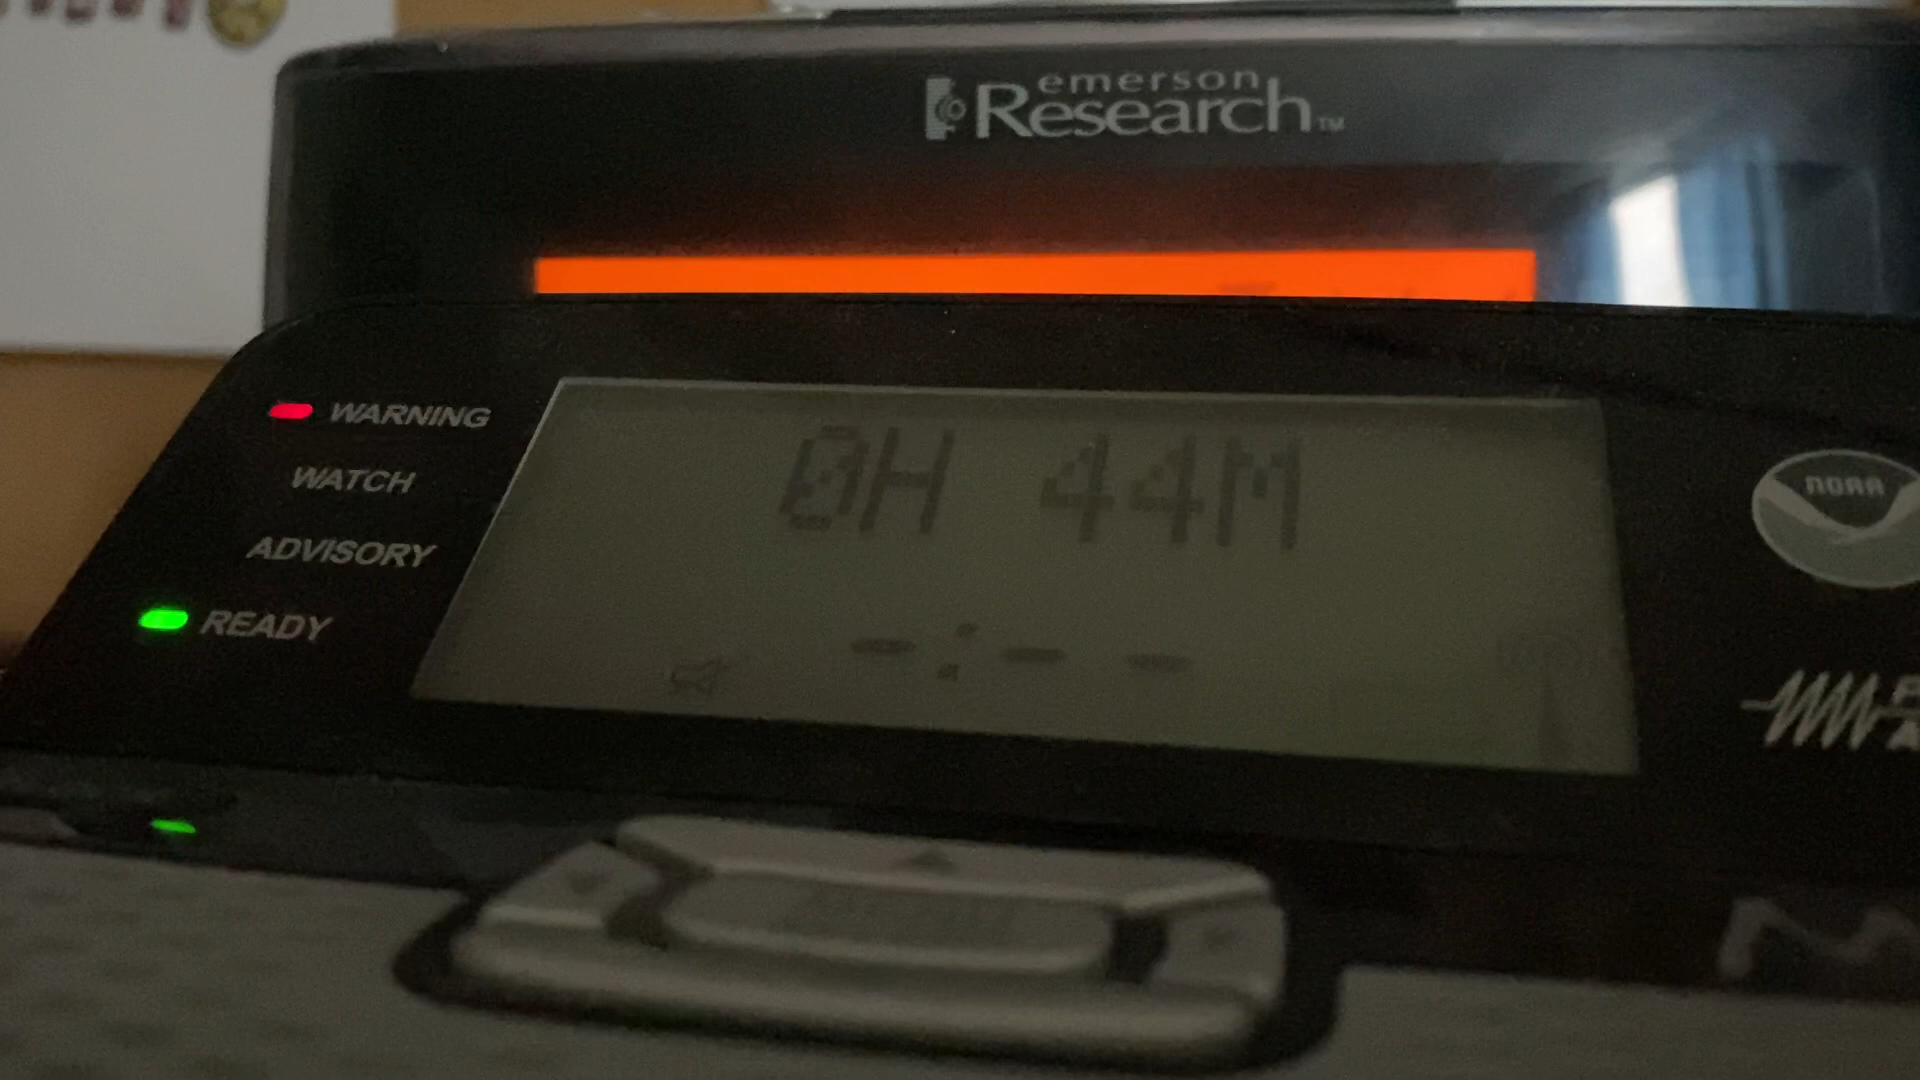 emerson
Research™
WARNING
WATCH
ADVISORY
READY
0H 44M
-:--
NOAA